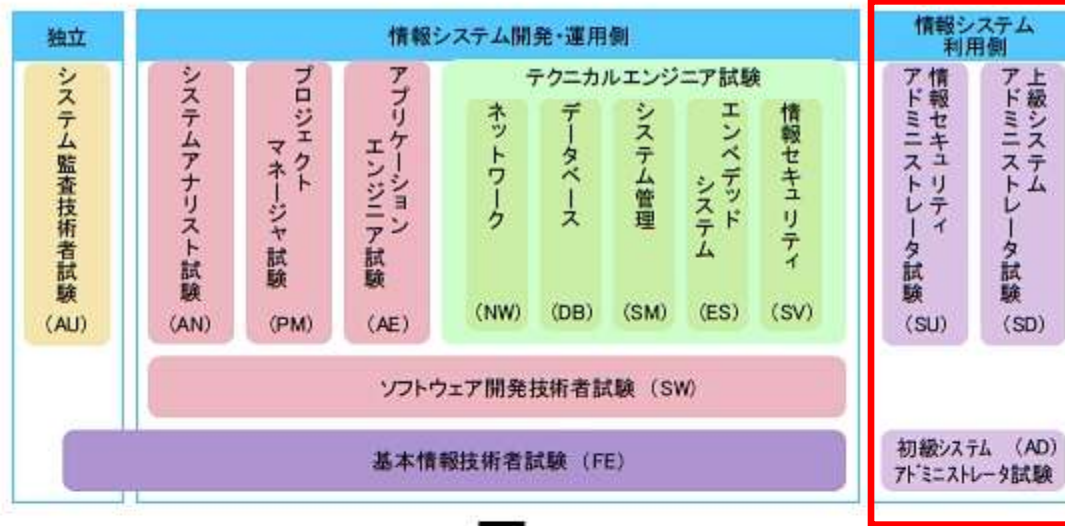 独立
システム監査技術者試験
(AU)
情報システム開発・運用側
システムアナリスト試験
(AN)
プロジェクト
マネージャ試験
(PM)
アプリケーション
エンジニア試験
(AE)
テクニカルエンジニア試験
ネットワーク
(NW)
データベース
(DB)
システム管理
(SM)
エンベデッド
システム
(ES)
情報セキュリティ
(SV)
ソフトウェア開発技術者試験 (SW)
基本情報技術者試験 (FE)
情報システム
利用側
情報セキュリティ
アドミニストレータ試験
(SU)
上級システム
アドミニストレータ試験
(SD)
初級システム (AD)
アドミニストレータ試験